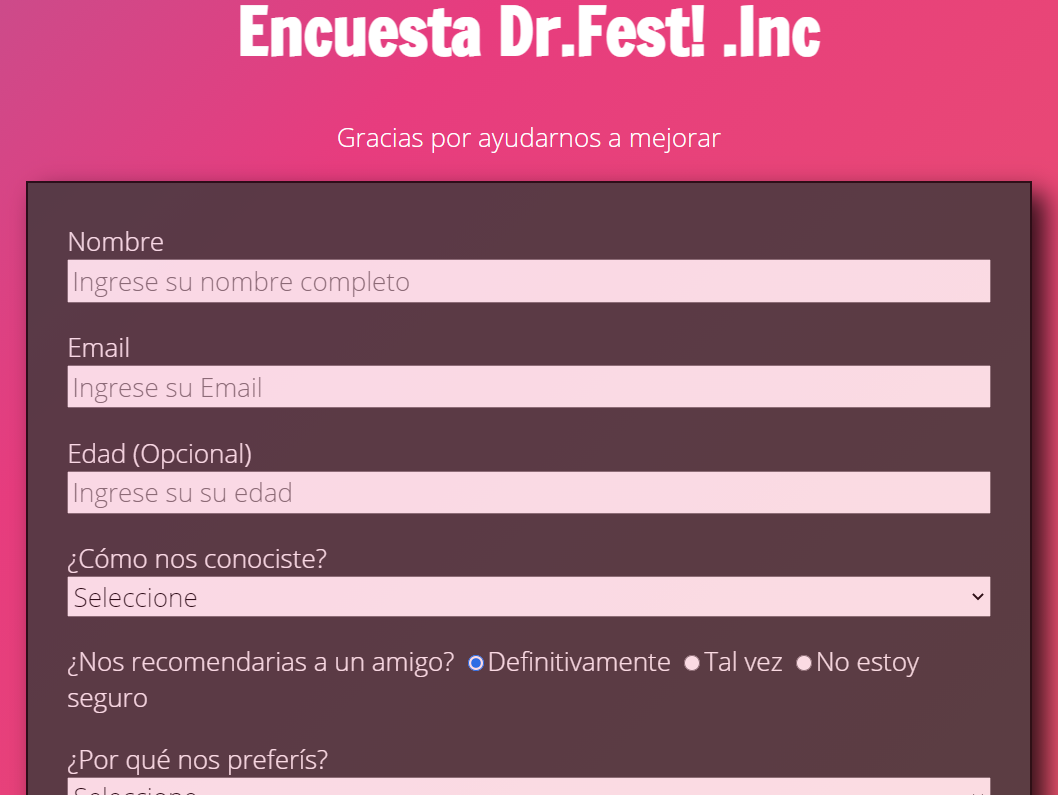 Encuesta Dr.Fest! .Inc
Gracias por ayudarnos a mejorar
Nombre
Ingrese su nombre completo
Email
Ingrese su Email
Edad (Opcional)
Ingrese su su edad
¿Cómo nos conociste?
Seleccione
¿Nos recomendarias a un amigo? Definitivamente Tal vez No estoy
seguro
¿Por qué nos preferís?
Seleccione